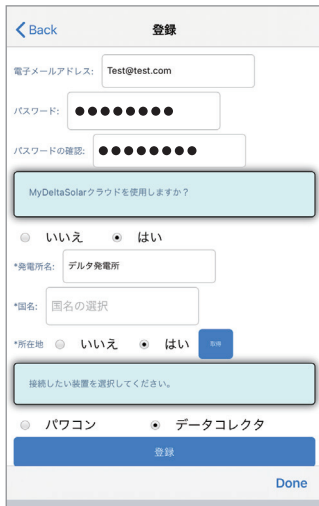 Back 登録
電子メールアドレス: Test@test.com
パスワード: ●●●●●●●●
パスワードの確認: ●●●●●●●●
MyDeltaSolarクラウドを使用しますか？
いいえ はい
*発電所名: デルタ発電所
*国名: 国名の選択
*所在地 いいえ はい 取得
接続したい装置を選択してください。
パワコン データコレクタ
登録
Done